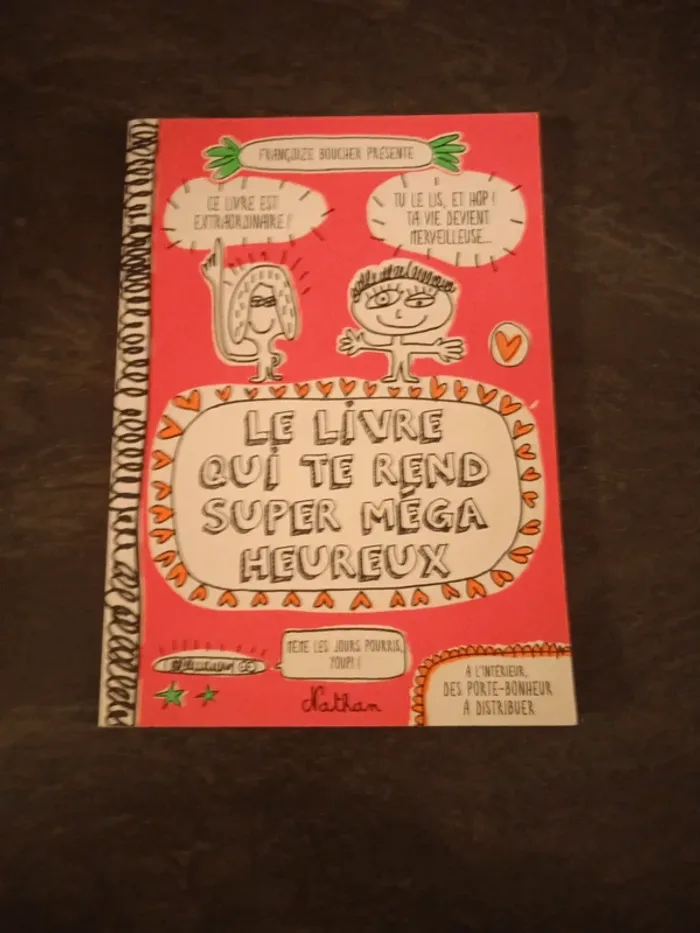 FRANÇOIZE BOUCHER PRÉSENTE
CE LIVRE EST
EXTRAORDINAIRE !
TU LE LIS, ET HOP !
TA VIE DEVIENT
MERVEILLEUSE...
LE LIVRE
QUI TE REND
SUPER MÉGA
HEUREUX
MÊME LES JOURS POURRIS,
YOUPI !
Nathan
A L'INTÉRIEUR,
DES PORTE-BONHEUR
A DISTRIBUER